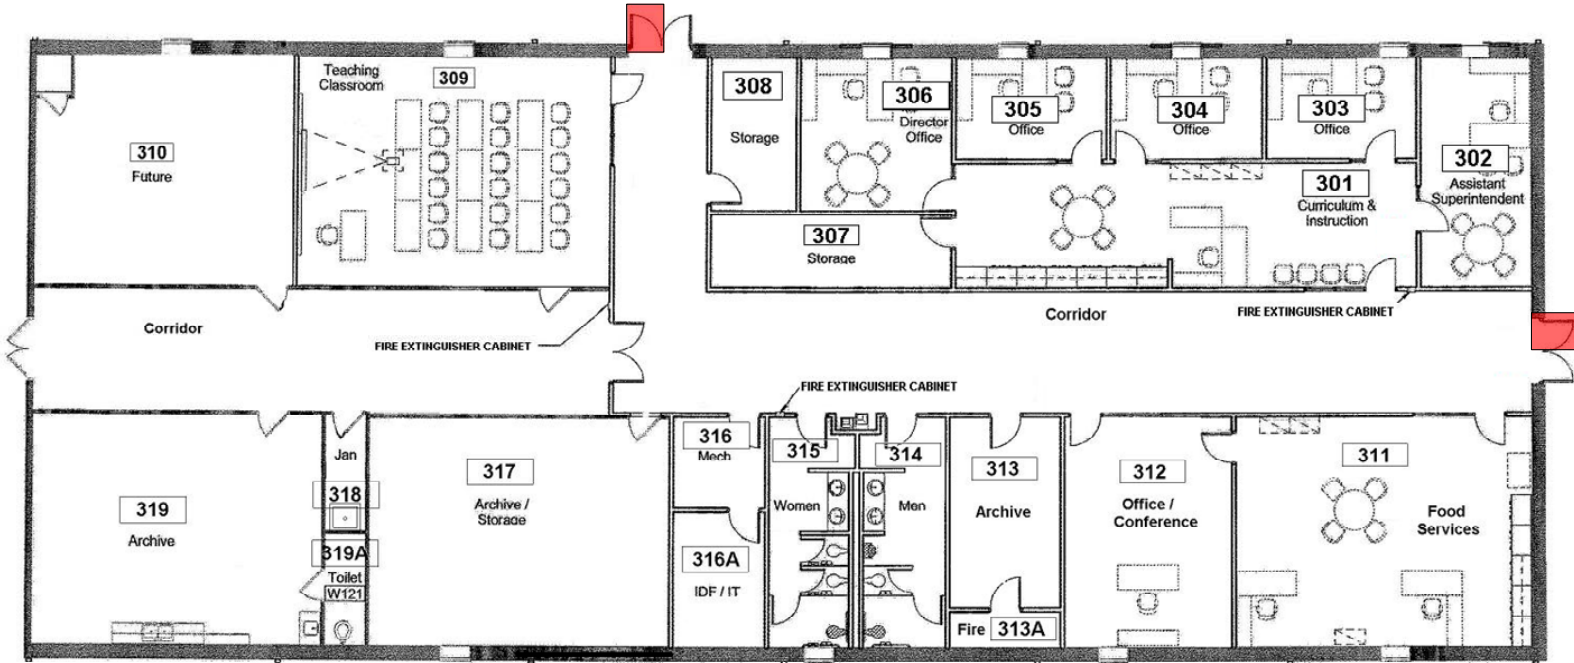 Teaching
Classroom
309
310
Future
308
Storage
306
Director
Office
305
Office
304
Office
303
Office
302
Assistant
Superintendent
301
Curriculum &
Instruction
307
Storage
Corridor
FIRE EXTINGUISHER CABINET
Corridor
FIRE EXTINGUISHER CABINET
FIRE EXTINGUISHER CABINET
319
Archive
Jan
318
319A
Toilet
W121
317
Archive /
Storage
316
Mech
316A
IDF / IT
315
Women
314
Men
313
Archive
Fire 313A
312
Office /
Conference
311
Food
Services